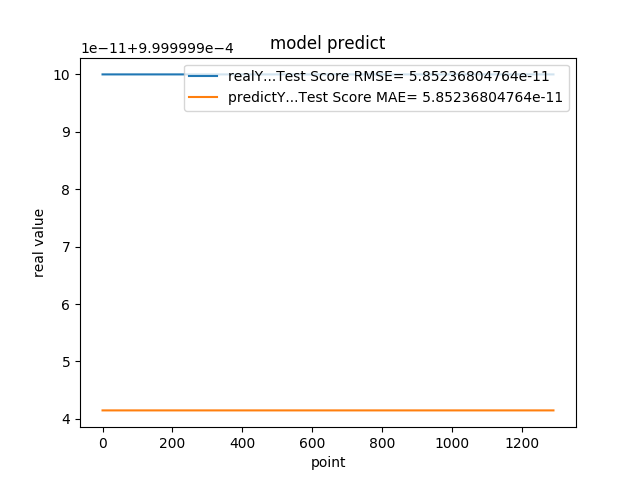 model predict
1e−11+9.999999e−4
realY...Test Score RMSE= 5.85236804764e-11
predictY...Test Score MAE= 5.85236804764e-11
10
9
8
7
6
5
4
real value
0 200 400 600 800 1000 1200
point